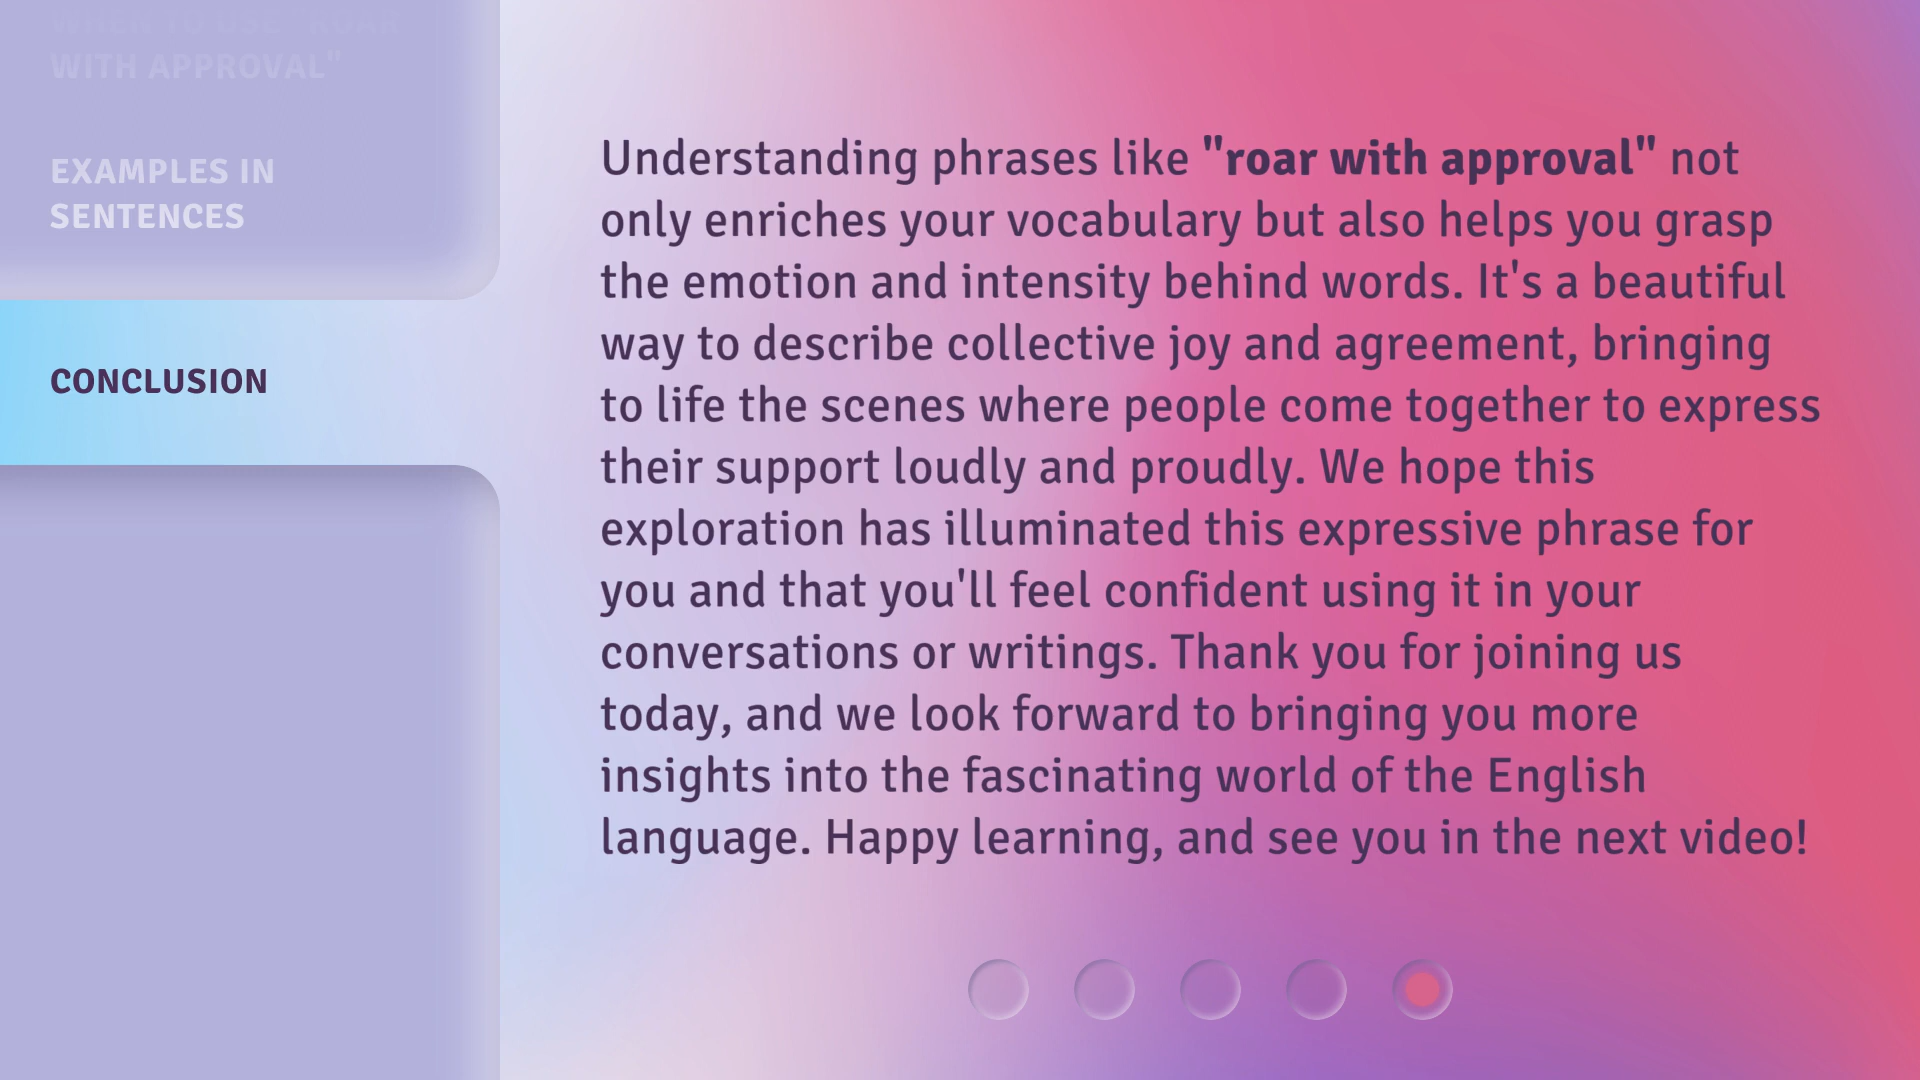 WHEN TO USE "ROAR
WITH APPROVAL"
EXAMPLES IN
SENTENCES
CONCLUSION
Understanding phrases like "roar with approval" not
only enriches your vocabulary but also helps you grasp
the emotion and intensity behind words. It's a beautiful
way to describe collective joy and agreement, bringing
to life the scenes where people come together to express
their support loudly and proudly. We hope this
exploration has illuminated this expressive phrase for
you and that you'll feel confident using it in your
conversations or writings. Thank you for joining us
today, and we look forward to bringing you more
insights into the fascinating world of the English
language. Happy learning, and see you in the next video!